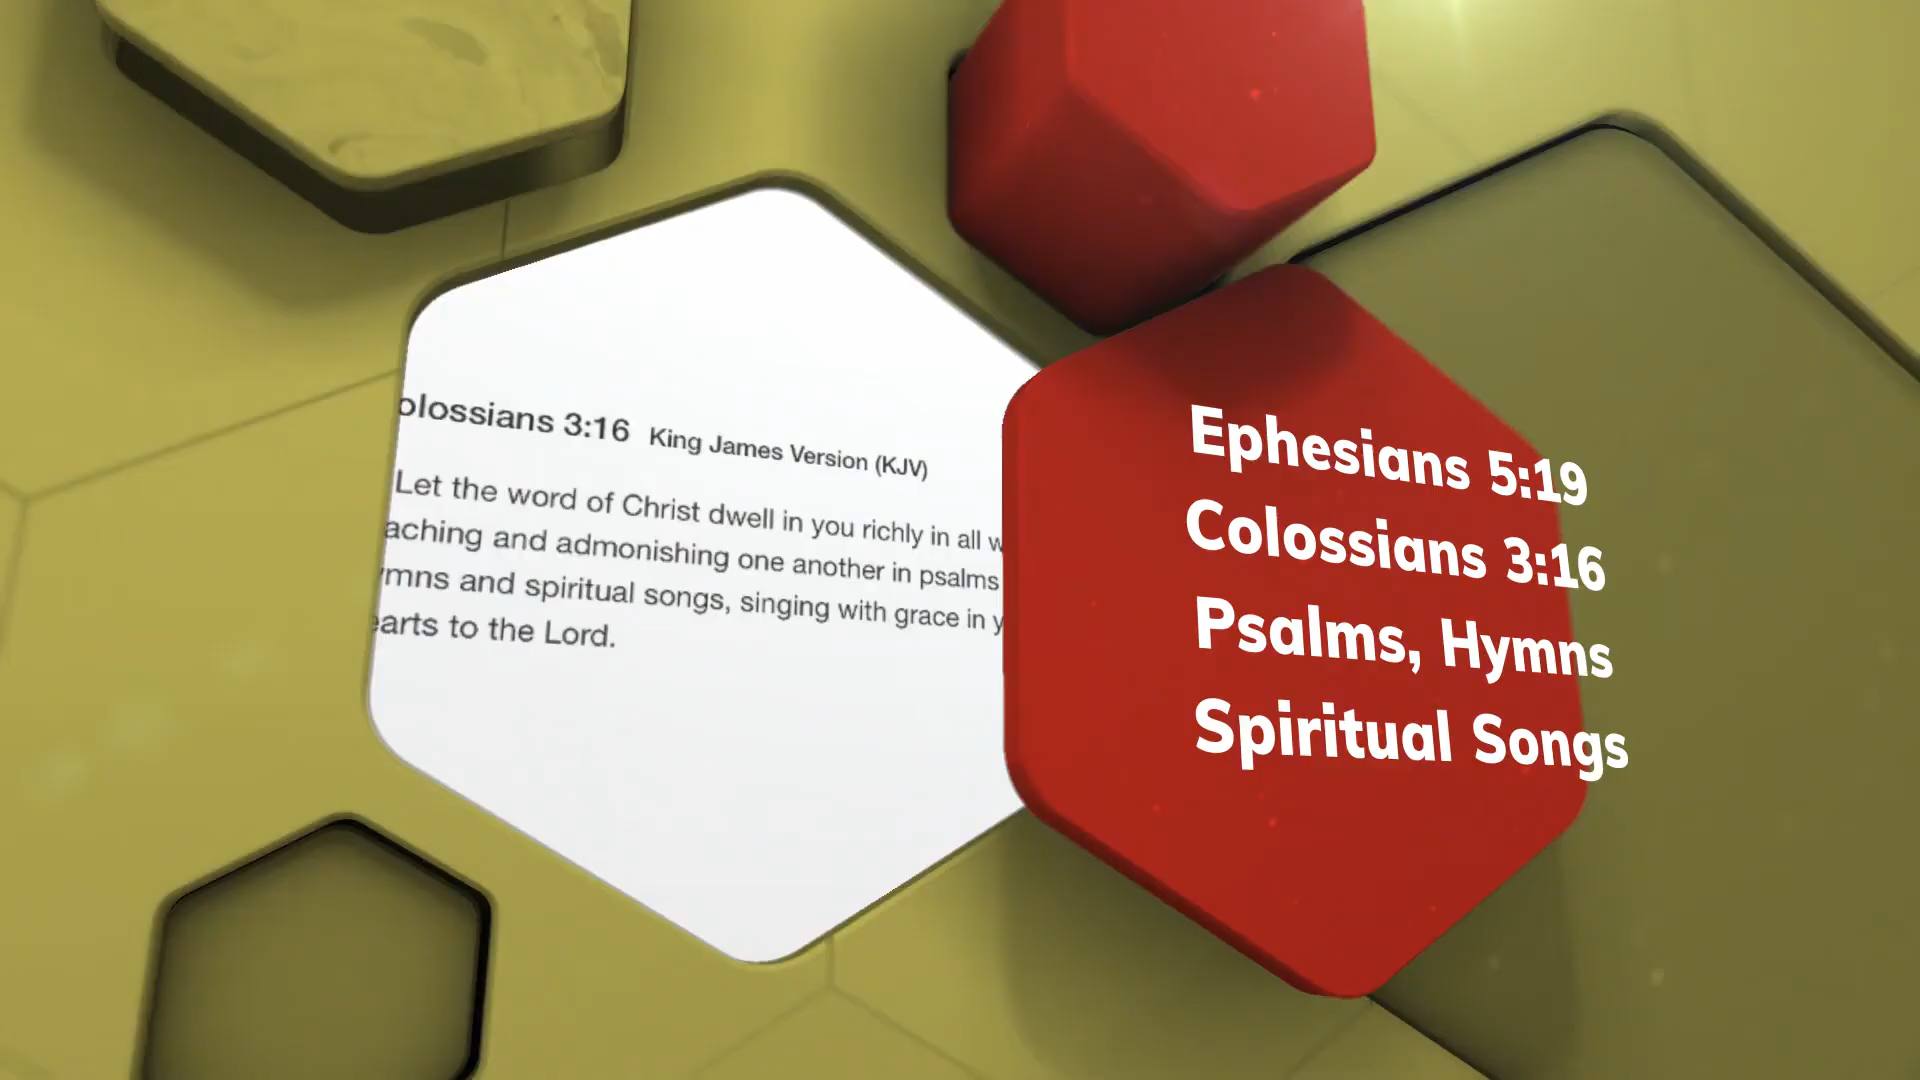 olossians 3:16 King James Version (KJV)
Let the word of Christ dwell in you richly in all w
aching and admonishing one another in psalms
mns and spiritual songs, singing with grace in y
earts to the Lord.
Ephesians 5:19
Colossians 3:16
Psalms, Hymns
Spiritual Songs